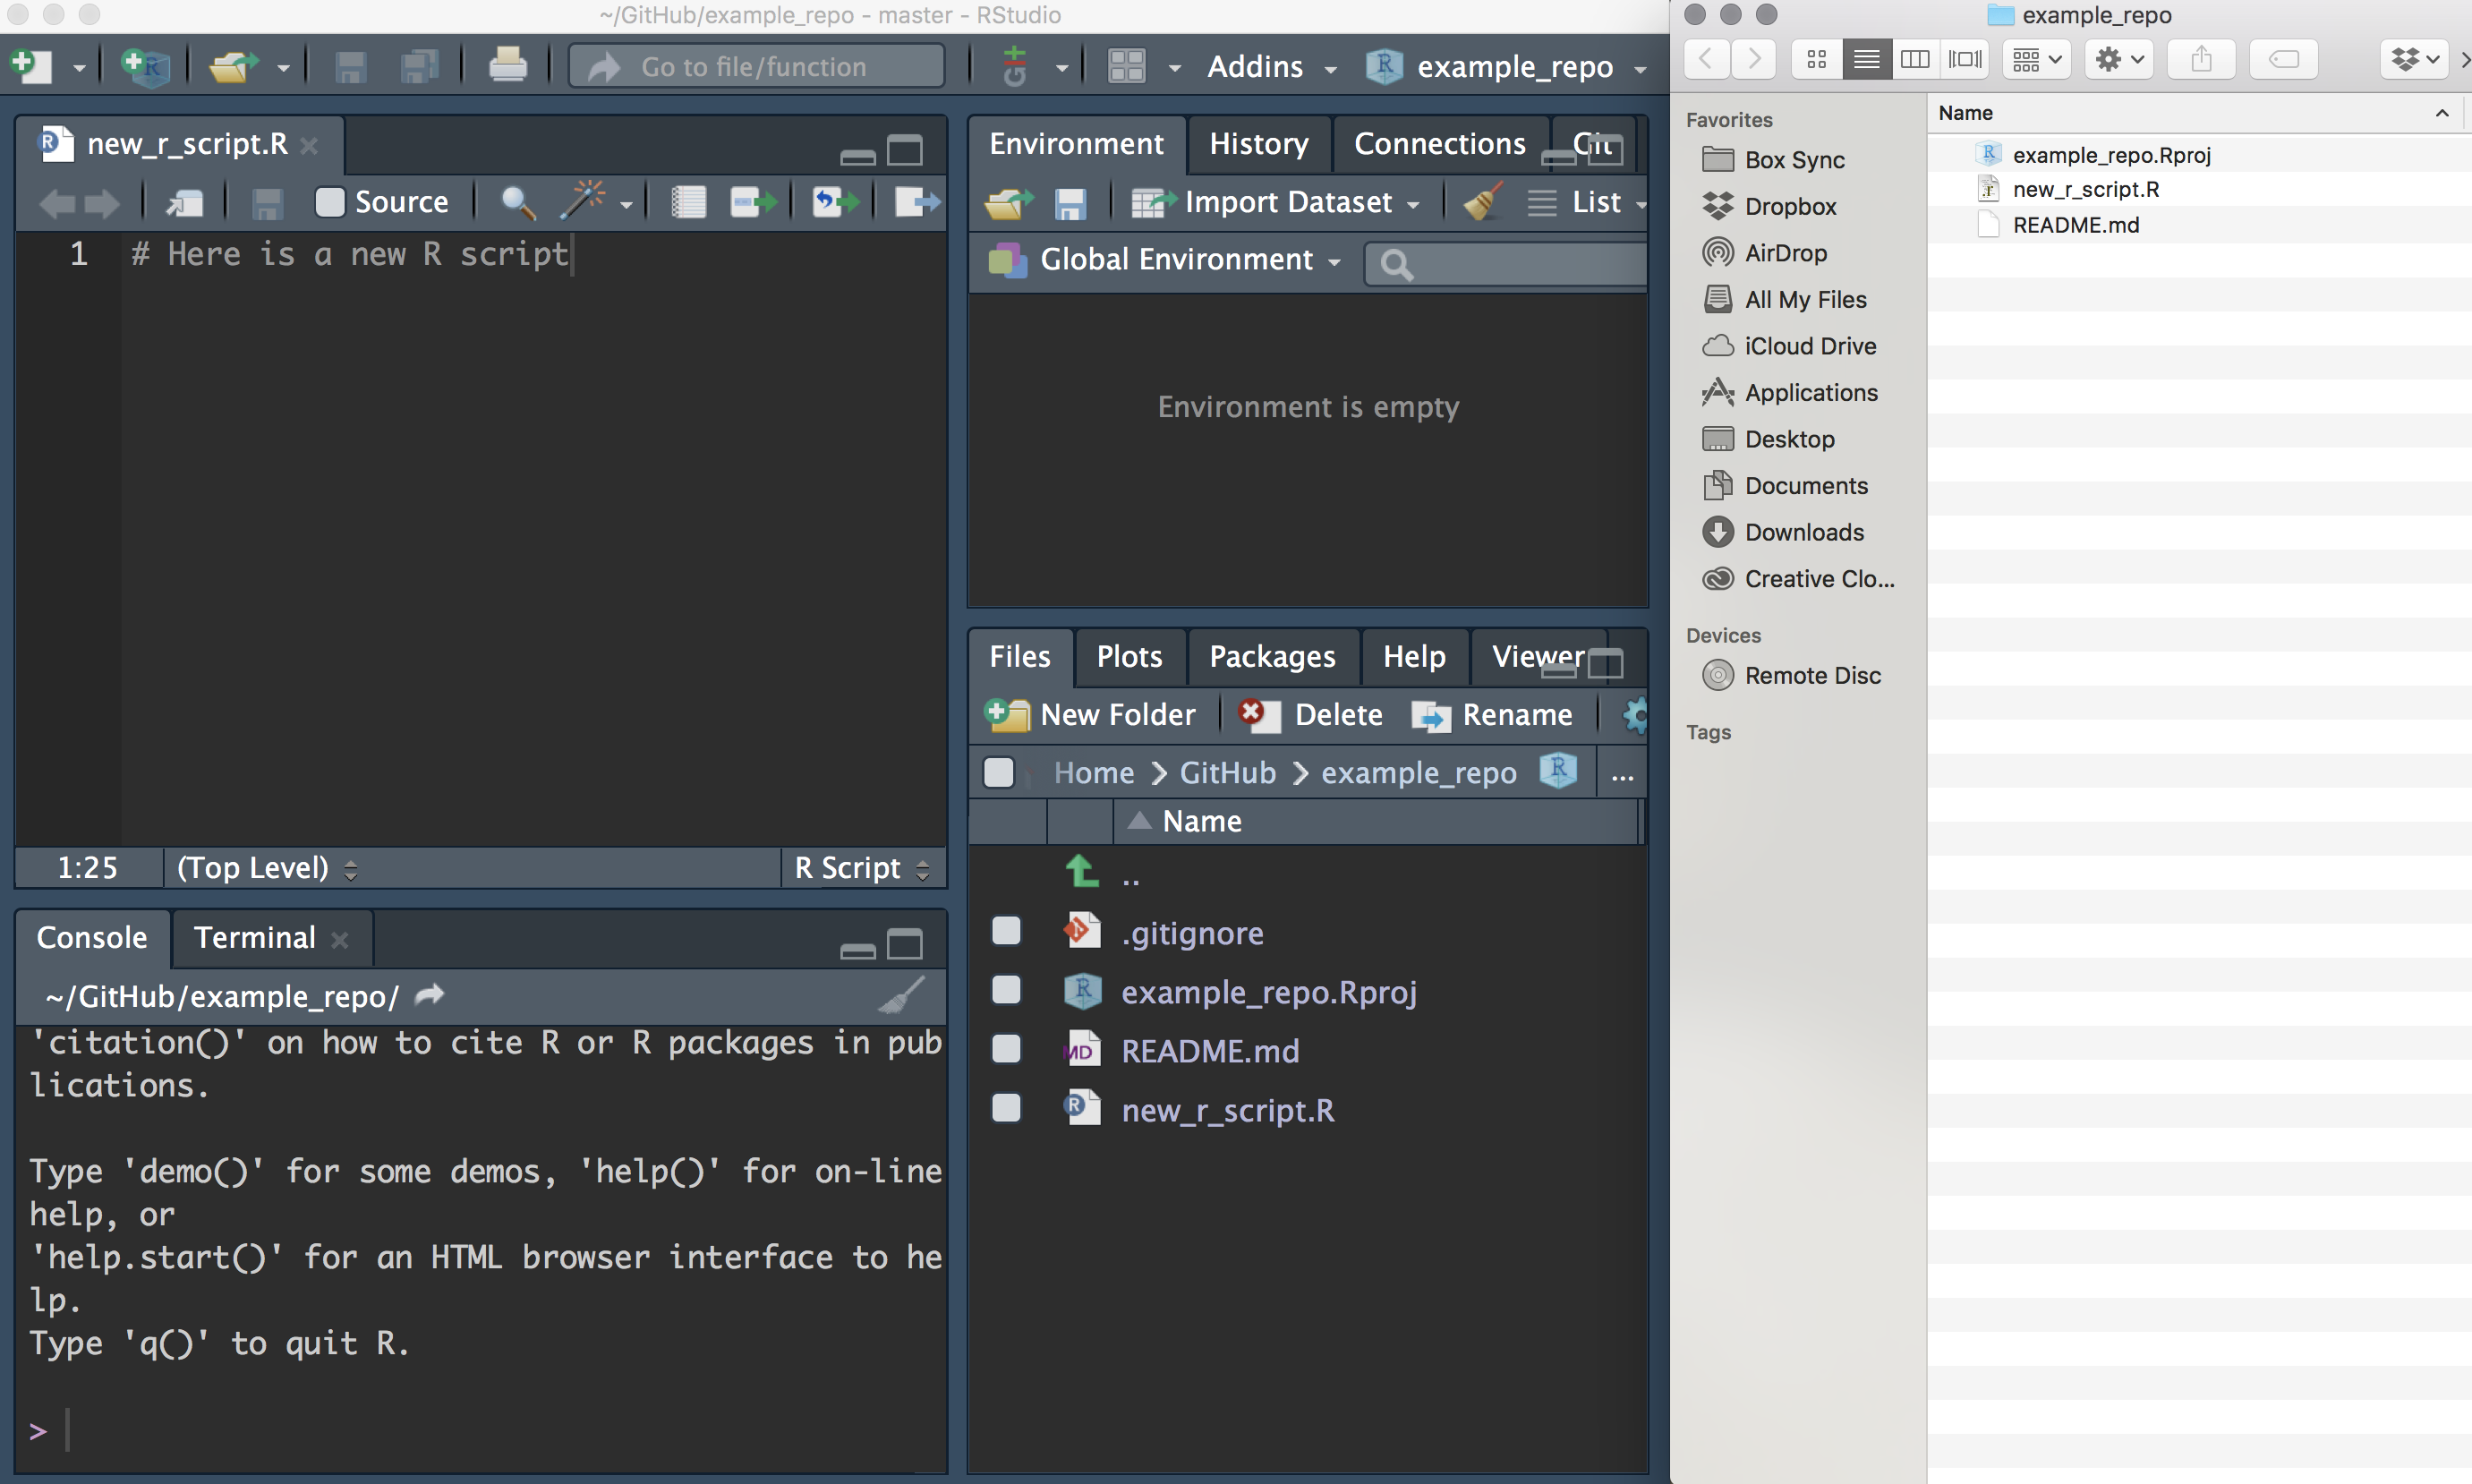 ~/GitHub/example_repo - master - RStudio
Go to file/function
Addins
example_repo
new_r_script.R
Source
1 # Here is a new R script
1:25 (Top Level) R Script
Console Terminal
~/GitHub/example_repo/
'citation()' on how to cite R or R packages in pub
lications.
Type 'demo()' for some demos, 'help()' for on-line
help, or
'help.start()' for an HTML browser interface to he
lp.
Type 'q()' to quit R.
>
Environment History Connections Git
Import Dataset List
Global Environment
Environment is empty
Files Plots Packages Help Viewer
New Folder Delete Rename
Home GitHub example_repo ...
Name
..
.gitignore
example_repo.Rproj
README.md
new_r_script.R
example_repo
Favorites
Box Sync
Dropbox
AirDrop
All My Files
iCloud Drive
Applications
Desktop
Documents
Downloads
Creative Clo...
Devices
Remote Disc
Tags
Name
example_repo.Rproj
new_r_script.R
README.md